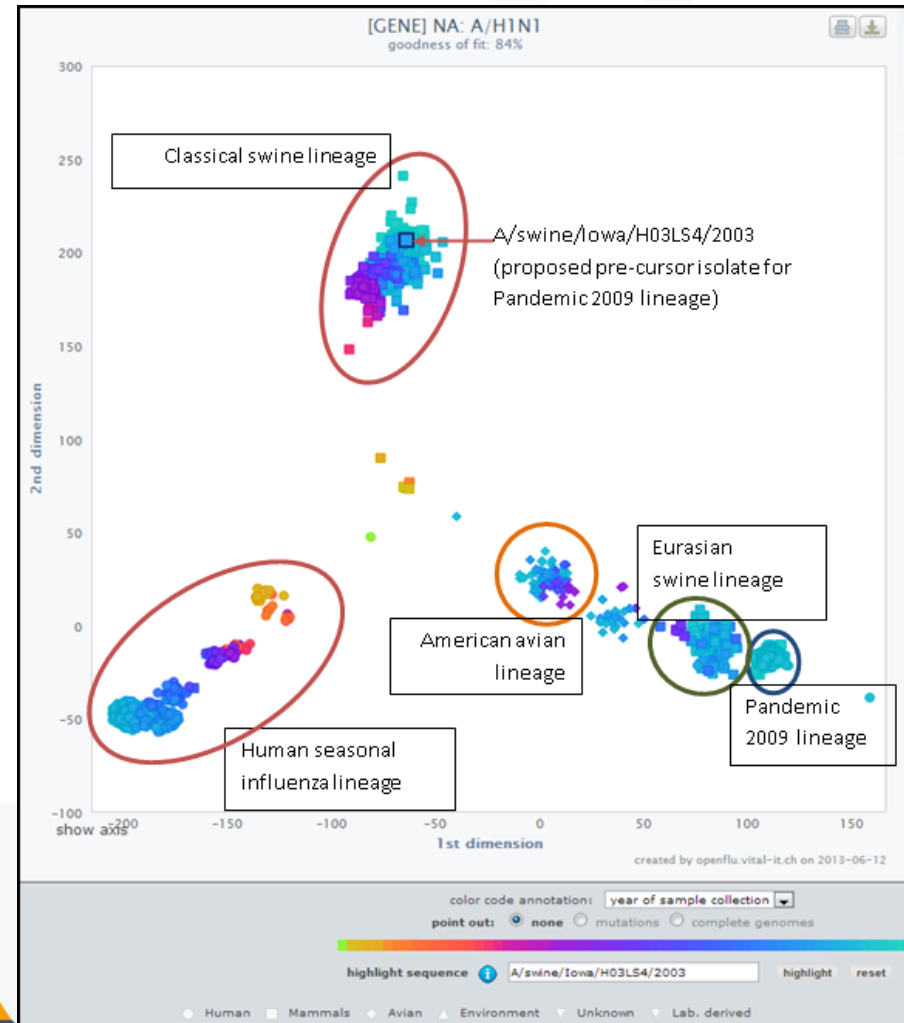 [GENE] NA: A/H1N1
goodness of fit: 84%
300
250
200
150
100
50
0
-50
-100
2nd dimension
Classical swine lineage
A/swine/Iowa/H03LS4/2003
(proposed pre-cursor isolate for
Pandemic 2009 lineage)
Eurasian
swine lineage
American avian
lineage
Pandemic
2009 lineage
Human seasonal
influenza lineage
show axis
-200
-150
-100
-50
0
50
100
150
1st dimension
created by openflu.vital-it.ch on 2013-06-12
color code annotation: year of sample collection
point out: none mutations complete genomes
highlight sequence i A/swine/Iowa/H03LS4/2003 highlight reset
Human Mammals Avian Environment Unknown Lab. derived